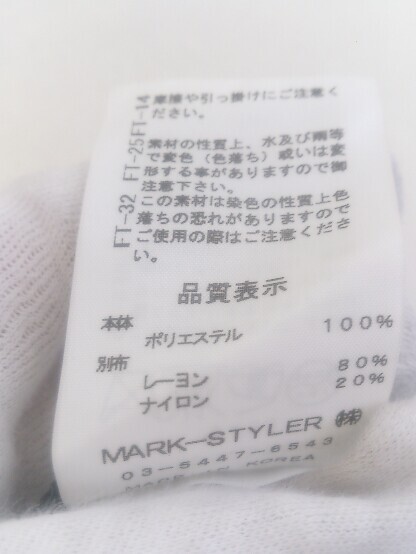 FT-14 摩擦や引っ掛けにご注意く
ださい。
FT-25 素材の性質上、水及び雨等
で変色（色落ち）或いは変
形する事がありますので御
注意下さい。
FT-32 この素材は染色の性質上色
落ちの恐れがありますので
ご使用の際はご注意くださ
い。
品質表示
本体
ポリエステル 100%
別布
レーヨン 80%
ナイロン 20%
MARK-STYLER ㈱
03-5447-6543
MADE IN KOREA